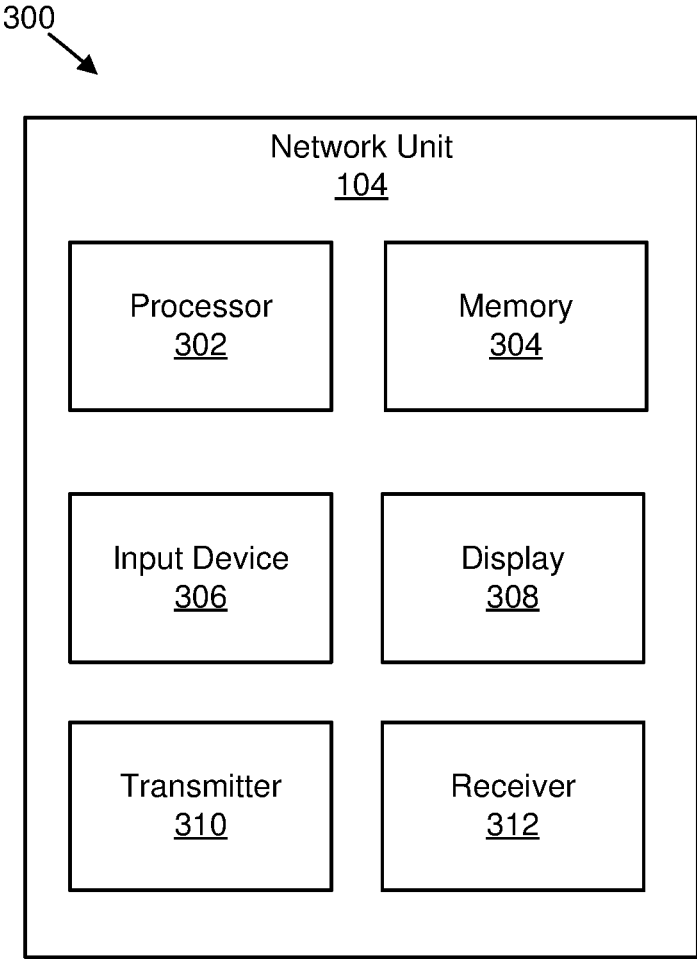 300
Network Unit
104
Processor
302
Memory
304
Input Device
306
Display
308
Transmitter
310
Receiver
312